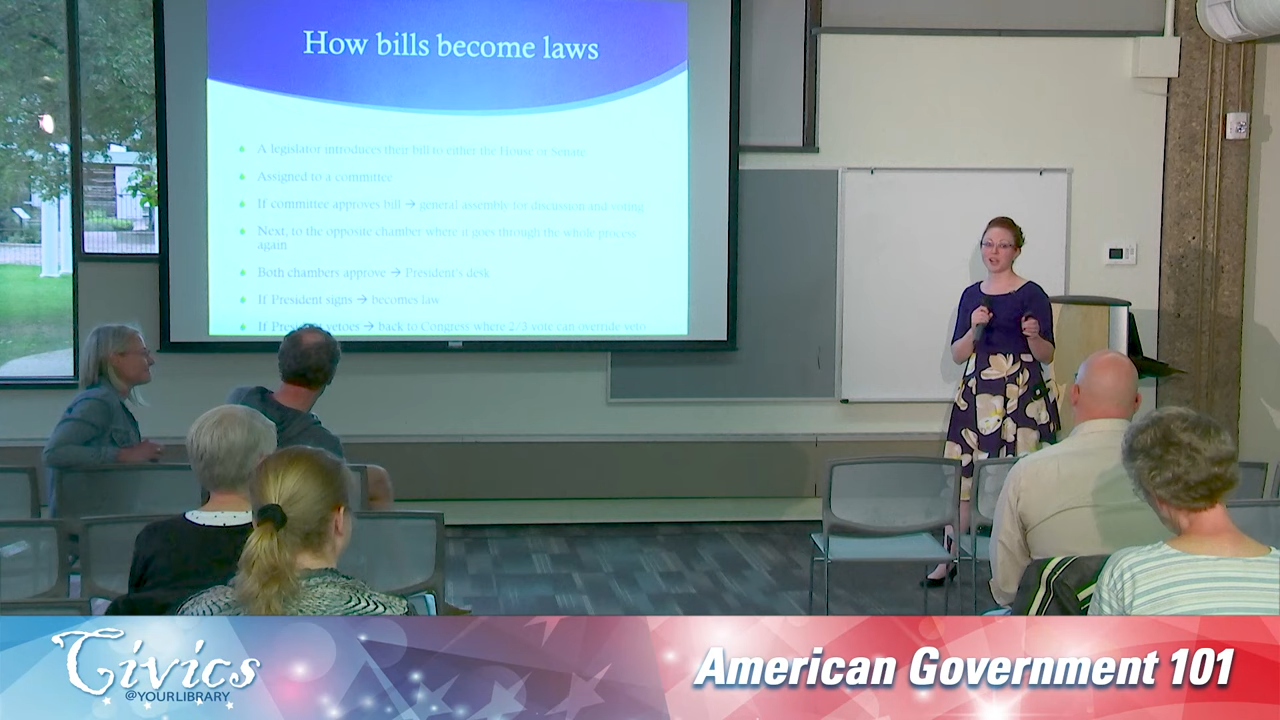 How bills become laws
A legislator introduces their bill to either the House or Senate
Assigned to a committee
If committee approves bill → general assembly for discussion and voting
Next, to the opposite chamber where it goes through the whole process
again
Both chambers approve → President's desk
If President signs → becomes law
If President vetoes → back to Congress where 2/3 vote can override veto
Civics
@YOURLIBRARY
American Government 101